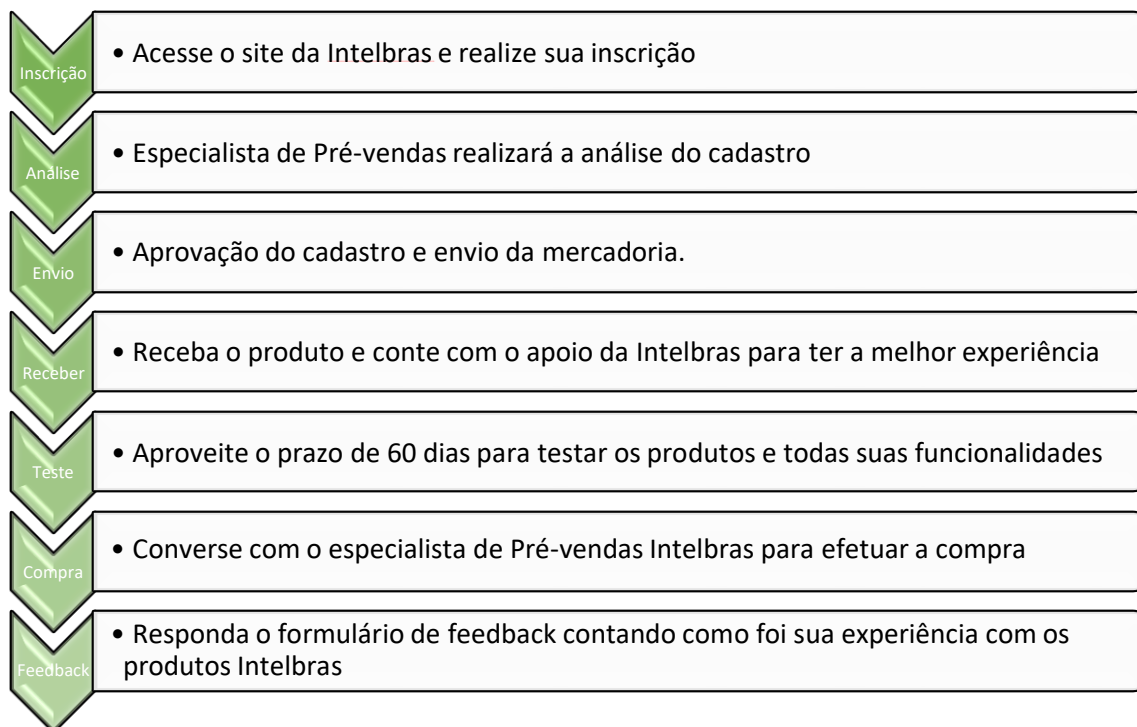 Inscrição
• Acesse o site da Intelbras e realize sua inscrição
Análise
• Especialista de Pré-vendas realizará a análise do cadastro
Envio
• Aprovação do cadastro e envio da mercadoria.
Receber
• Receba o produto e conte com o apoio da Intelbras para ter a melhor experiência
Teste
• Aproveite o prazo de 60 dias para testar os produtos e todas suas funcionalidades
Compra
• Converse com o especialista de Pré-vendas Intelbras para efetuar a compra
Feedback
• Responda o formulário de feedback contando como foi sua experiência com os
produtos Intelbras